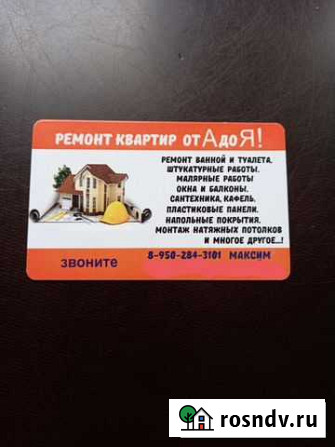 РЕМОНТ КВАРТИР ОТ А ДО Я!
РЕМОНТ ВАННОЙ И ТУАЛЕТА.
ШТУКАТУРНЫЕ РАБОТЫ.
МАЛЯРНЫЕ РАБОТЫ
ОКНА И БАЛКОНЫ.
САНТЕХНИКА, КАФЕЛЬ.
ПЛАСТИКОВЫЕ ПАНЕЛИ.
НАПОЛЬНЫЕ ПОКРЫТИЯ.
МОНТАЖ НАТЯЖНЫХ ПОТОЛКОВ
И МНОГОЕ ДРУГОЕ...!
ЗВОНИТЕ
8-950-284-3101 МАКСИМ
rosndv.ru